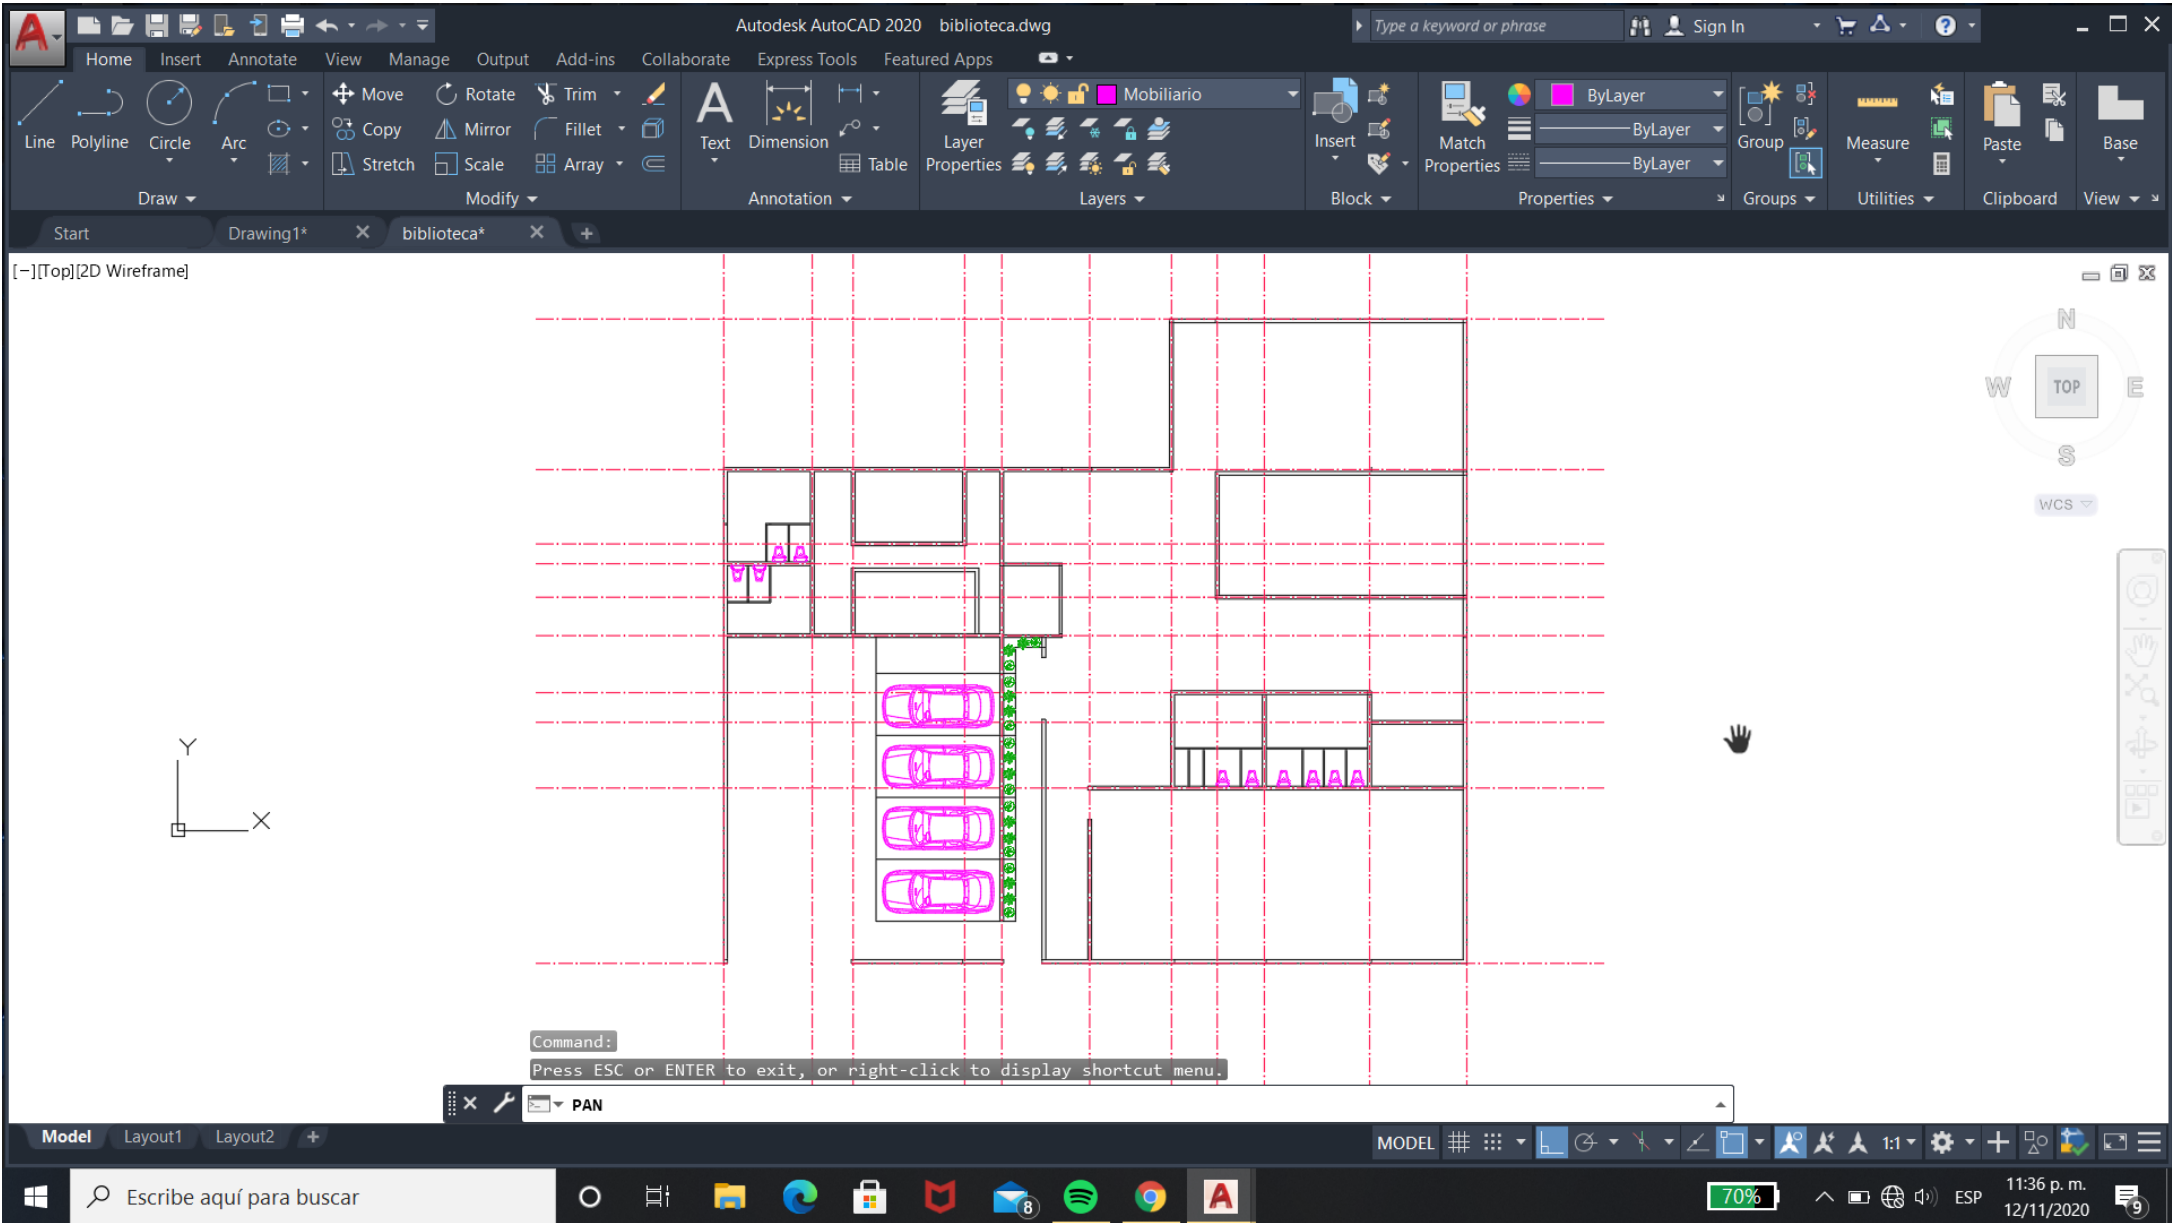 Autodesk AutoCAD 2020 biblioteca.dwg
Type a keyword or phrase
Sign In
Home Insert Annotate View Manage Output Add-ins Collaborate Express Tools Featured Apps
Line Polyline Circle Arc
Move Rotate Trim
Copy Mirror Fillet
Stretch Scale Array
Text Dimension
Table
Layer Properties
Mobiliario
Insert
Match Properties
ByLayer
ByLayer
ByLayer
Group
Measure
Paste
Base
Draw Modify Annotation Layers Block Properties Groups Utilities Clipboard View
Start Drawing1* biblioteca* +
[−][Top][2D Wireframe]
N
W TOP E
S
WCS
Y
X
Command:
Press ESC or ENTER to exit, or right-click to display shortcut menu.
PAN
Model Layout1 Layout2 +
MODEL 1:1
Escribe aquí para buscar
8
70%
ESP
11:36 p. m.
12/11/2020
9